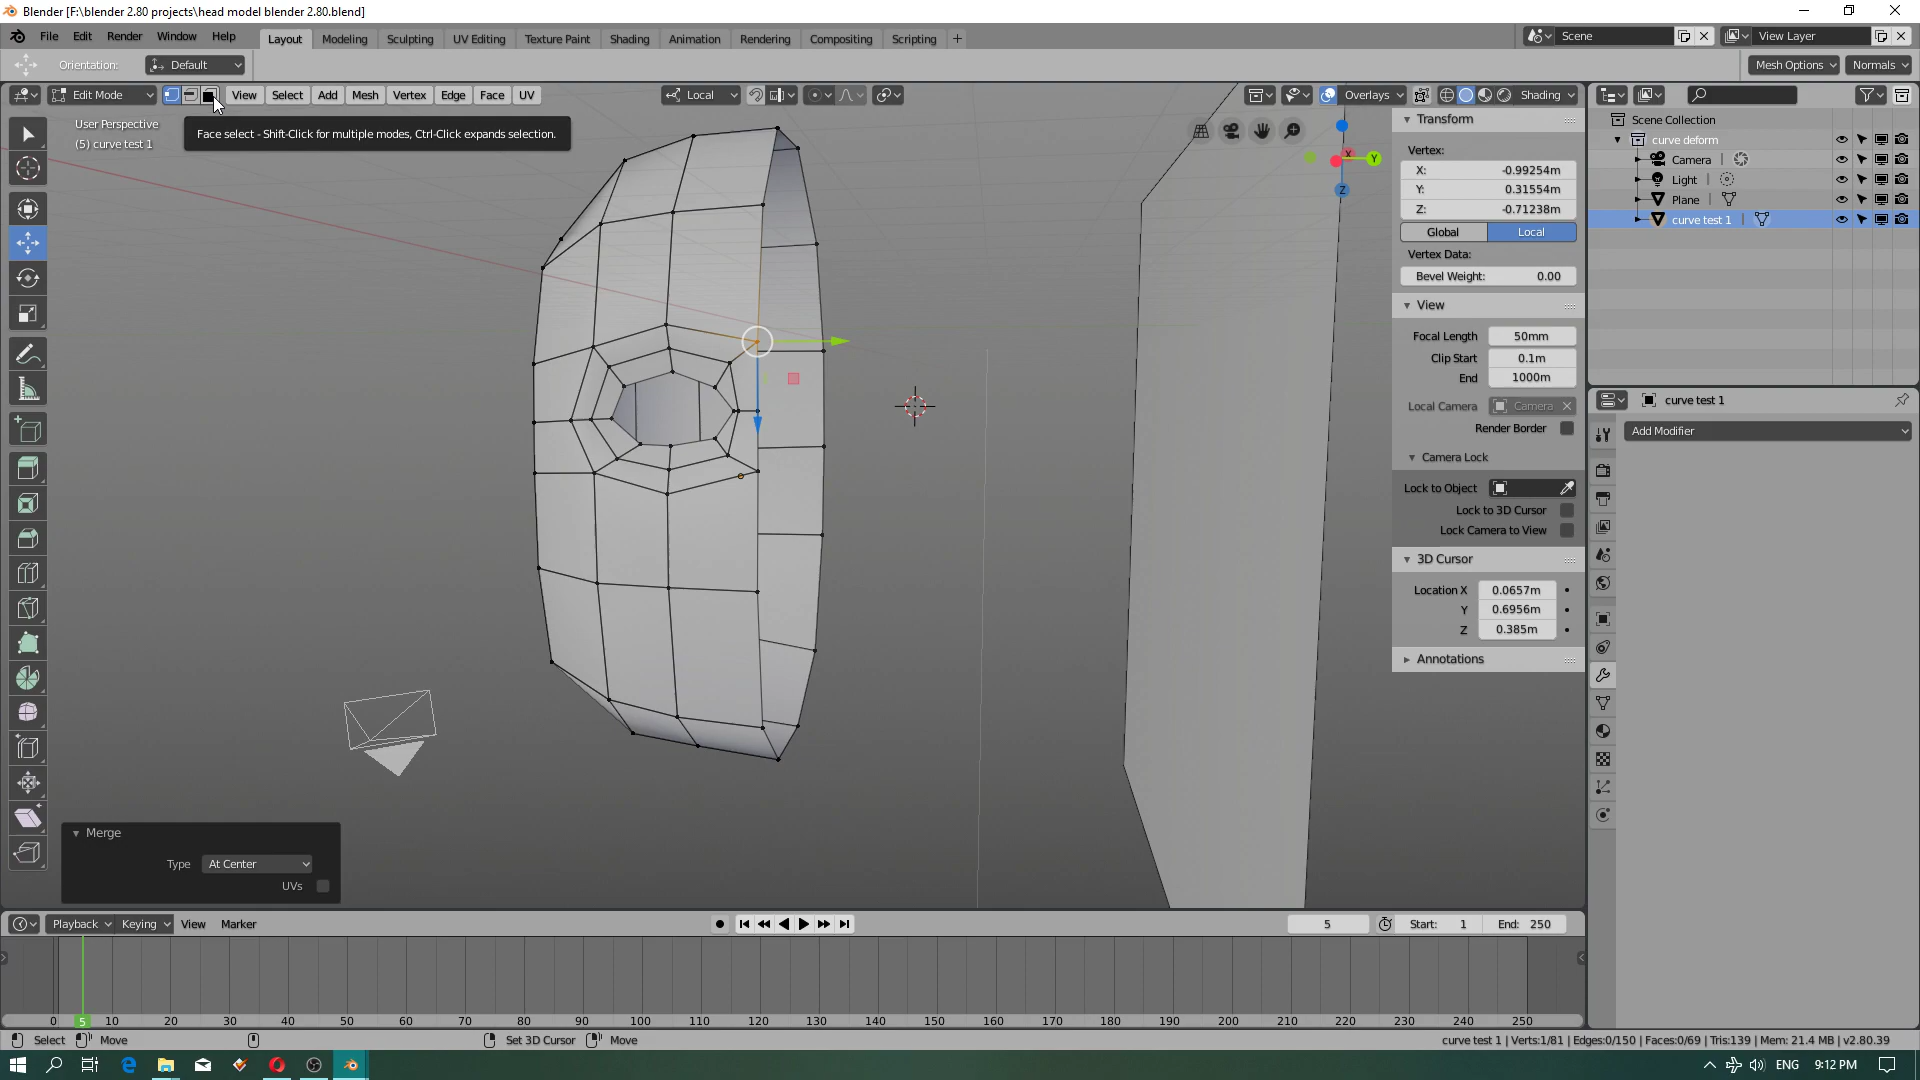 Blender [F:\blender 2.80 projects\head model blender 2.80.blend]
File Edit Render Window Help
Layout Modeling Sculpting UV Editing Texture Paint Shading Animation Rendering Compositing Scripting
Scene
View Layer
Orientation: Default
Mesh Options Normals
Edit Mode View Select Add Mesh Vertex Edge Face UV
Local
Overlays Shading
User Perspective
(5) curve test 1
Face select - Shift-Click for multiple modes, Ctrl-Click expands selection.
X
Y
Z
Transform
Vertex:
X: -0.99254m
Y: 0.31554m
Z: -0.71238m
Global Local
Vertex Data:
Bevel Weight: 0.00
View
Focal Length 50mm
Clip Start 0.1m
End 1000m
Local Camera Camera
Render Border
Camera Lock
Lock to Object
Lock to 3D Cursor
Lock Camera to View
3D Cursor
Location X 0.0657m
Y 0.6956m
Z 0.385m
Annotations
Scene Collection
curve deform
Camera
Light
Plane
curve test 1
curve test 1
Add Modifier
Merge
Type At Center
UVs
Playback Keying View Marker
5 Start: 1 End: 250
0 5 10 20 30 40 50 60 70 80 90 100 110 120 130 140 150 160 170 180 190 200 210 220 230 240 250
Select Move Set 3D Cursor Move
curve test 1 | Verts:1/81 | Edges:0/150 | Faces:0/69 | Tris:139 | Mem: 21.4 MB | v2.80.39
ENG 9:12 PM